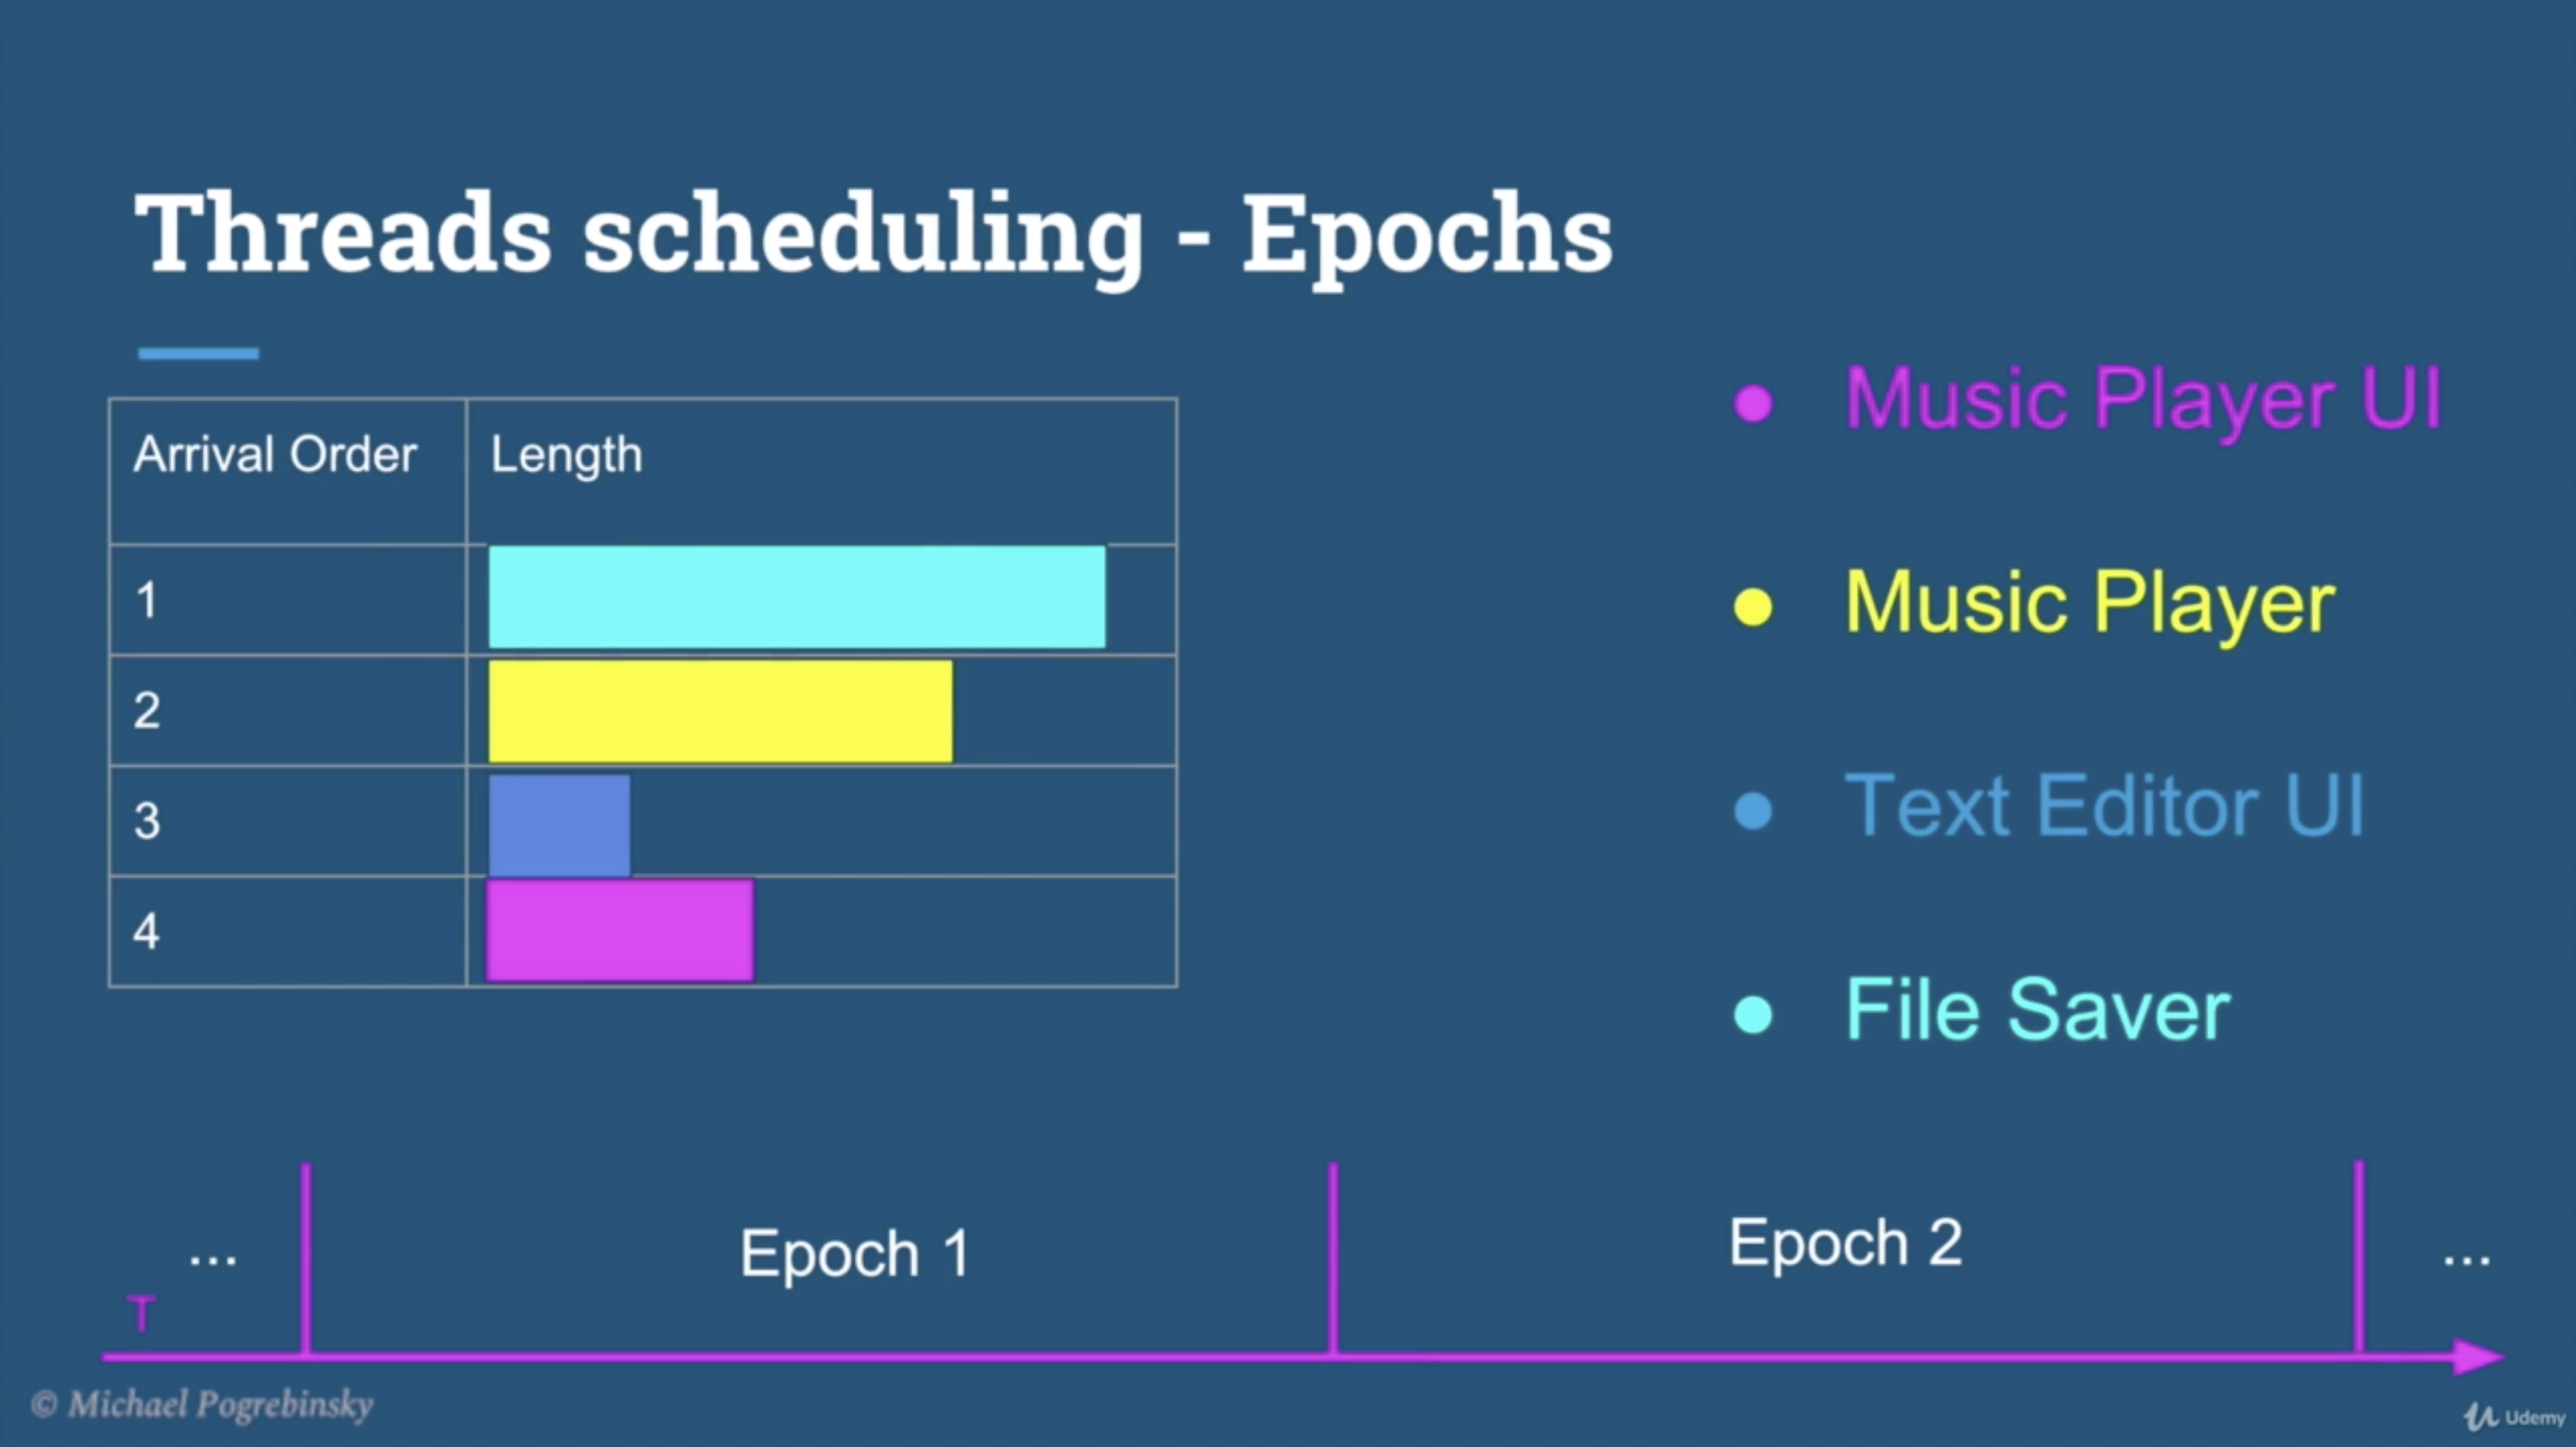 Threads scheduling - Epochs
Arrival Order Length
1
2
3
4
Music Player UI
Music Player
Text Editor UI
File Saver
... Epoch 1 Epoch 2 ...
T
© Michael Pogrebinsky
Udemy